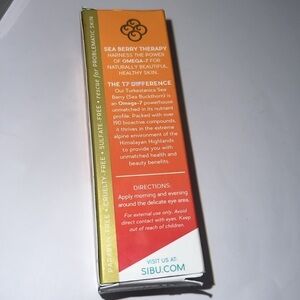 SEA BERRY THERAPY
HARNESS THE POWER
OF OMEGA-7 FOR
NATURALLY BEAUTIFUL,
HEALTHY SKIN.
THE T7 DIFFERENCE
Our Turkestanica Sea
Berry (Sea Buckthorn) is
an Omega-7 powerhouse
unmatched in its nutrient
profile. Packed with over
190 bioactive compounds,
it thrives in the extreme
alpine environment of the
Himalayan Highlands
to provide you with
unmatched health and
beauty benefits.
DIRECTIONS:
Apply morning and evening
around the delicate eye area.
For external use only. Avoid
direct contact with eyes. Keep
out of reach of children.
VISIT US AT:
SIBU.COM
PARABEN-FREE • CRUELTY-FREE • SULFATE-FREE • rescue for PROBLEMATIC SKIN